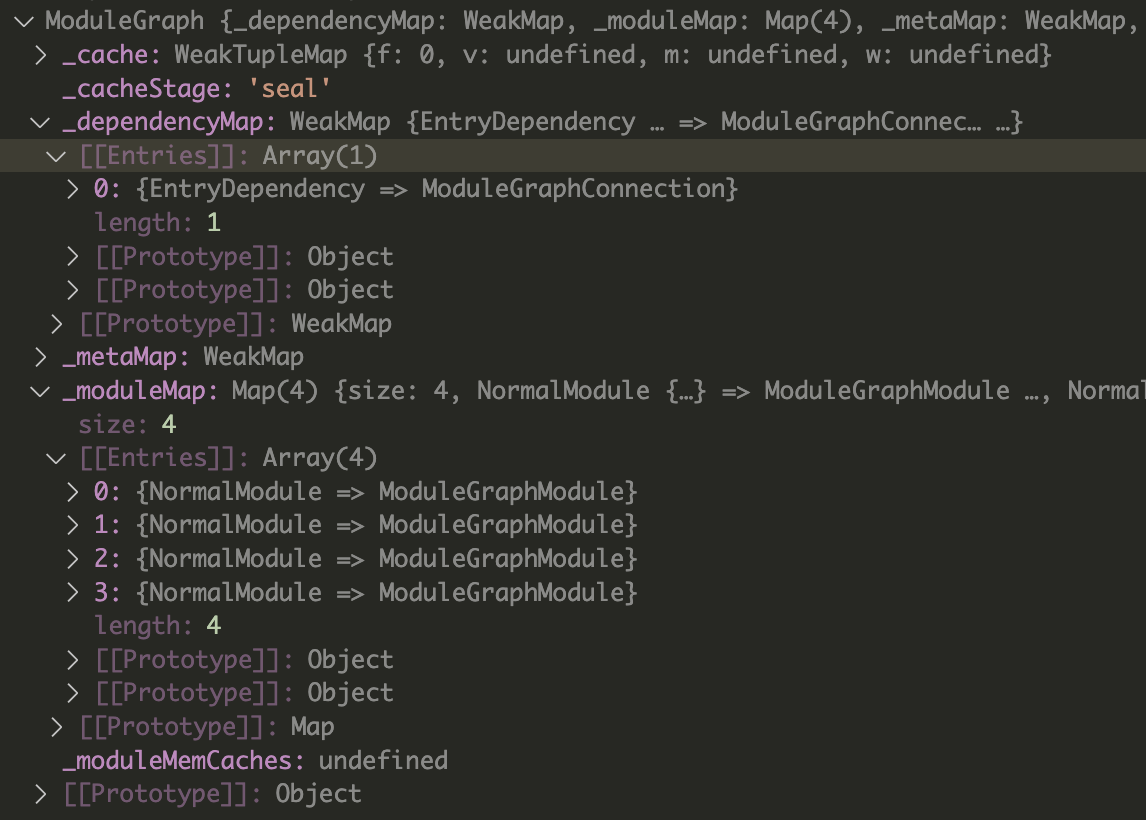 ModuleGraph {_dependencyMap: WeakMap, _moduleMap: Map(4), _metaMap: WeakMap,
_cache: WeakTupleMap {f: 0, v: undefined, m: undefined, w: undefined}
_cacheStage: 'seal'
_dependencyMap: WeakMap {EntryDependency … => ModuleGraphConnec… …}
[[Entries]]: Array(1)
0: {EntryDependency => ModuleGraphConnection}
length: 1
[[Prototype]]: Object
[[Prototype]]: Object
[[Prototype]]: WeakMap
_metaMap: WeakMap
_moduleMap: Map(4) {size: 4, NormalModule {…} => ModuleGraphModule …, Normal
size: 4
[[Entries]]: Array(4)
0: {NormalModule => ModuleGraphModule}
1: {NormalModule => ModuleGraphModule}
2: {NormalModule => ModuleGraphModule}
3: {NormalModule => ModuleGraphModule}
length: 4
[[Prototype]]: Object
[[Prototype]]: Object
[[Prototype]]: Map
_moduleMemCaches: undefined
[[Prototype]]: Object